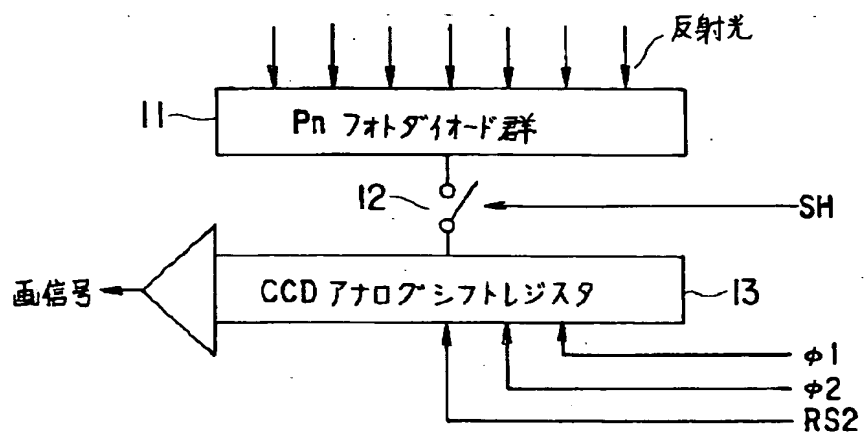 反射光
11
Pn フォトダイオード群
12
SH
画信号
CCD アナログシフトレジスタ
13
φ1
φ2
RS2